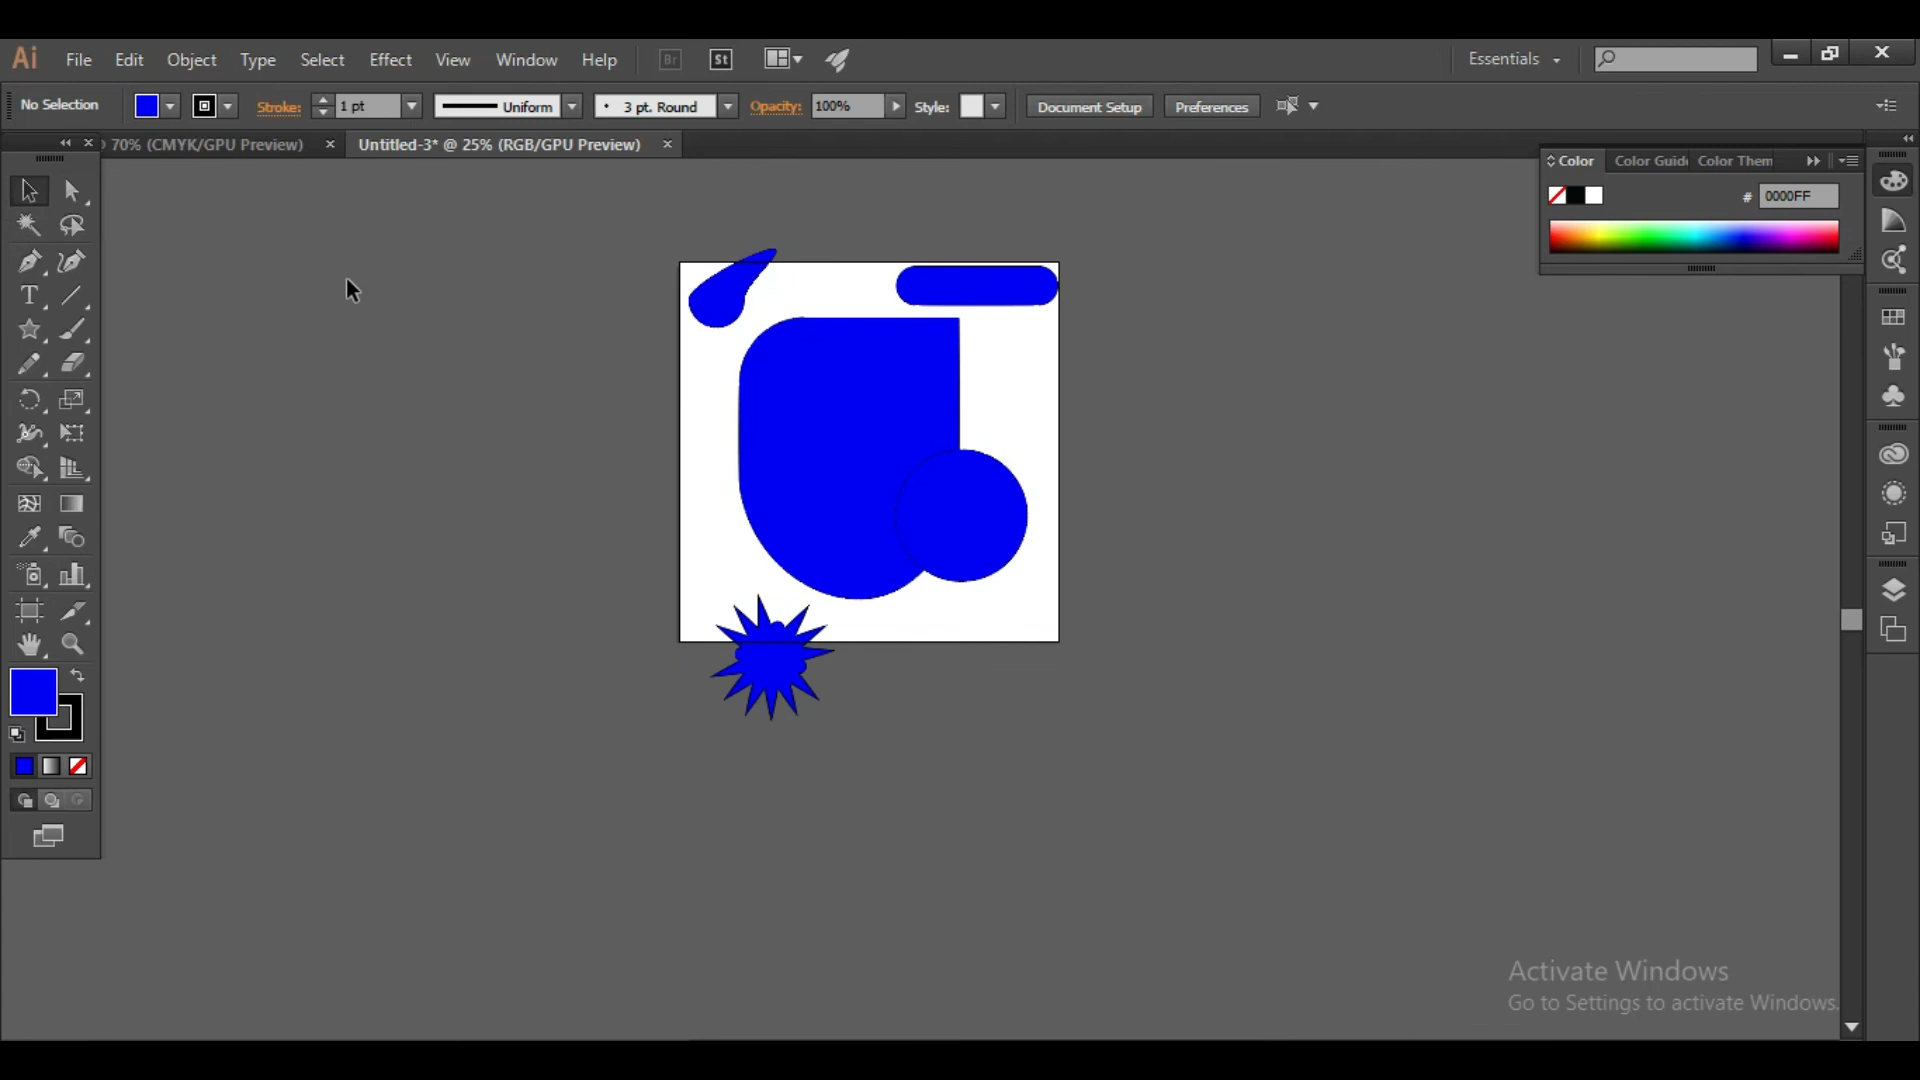 Ai File Edit Object Type Select Effect View Window Help Br St Essentials
No Selection Stroke: 1 pt Uniform 3 pt. Round Opacity: 100% Style: Document Setup Preferences
70% (CMYK/GPU Preview) × Untitled-3* @ 25% (RGB/GPU Preview) ×
Color Color Guid Color Them
# 0000FF
T
Activate Windows
Go to Settings to activate Windows.